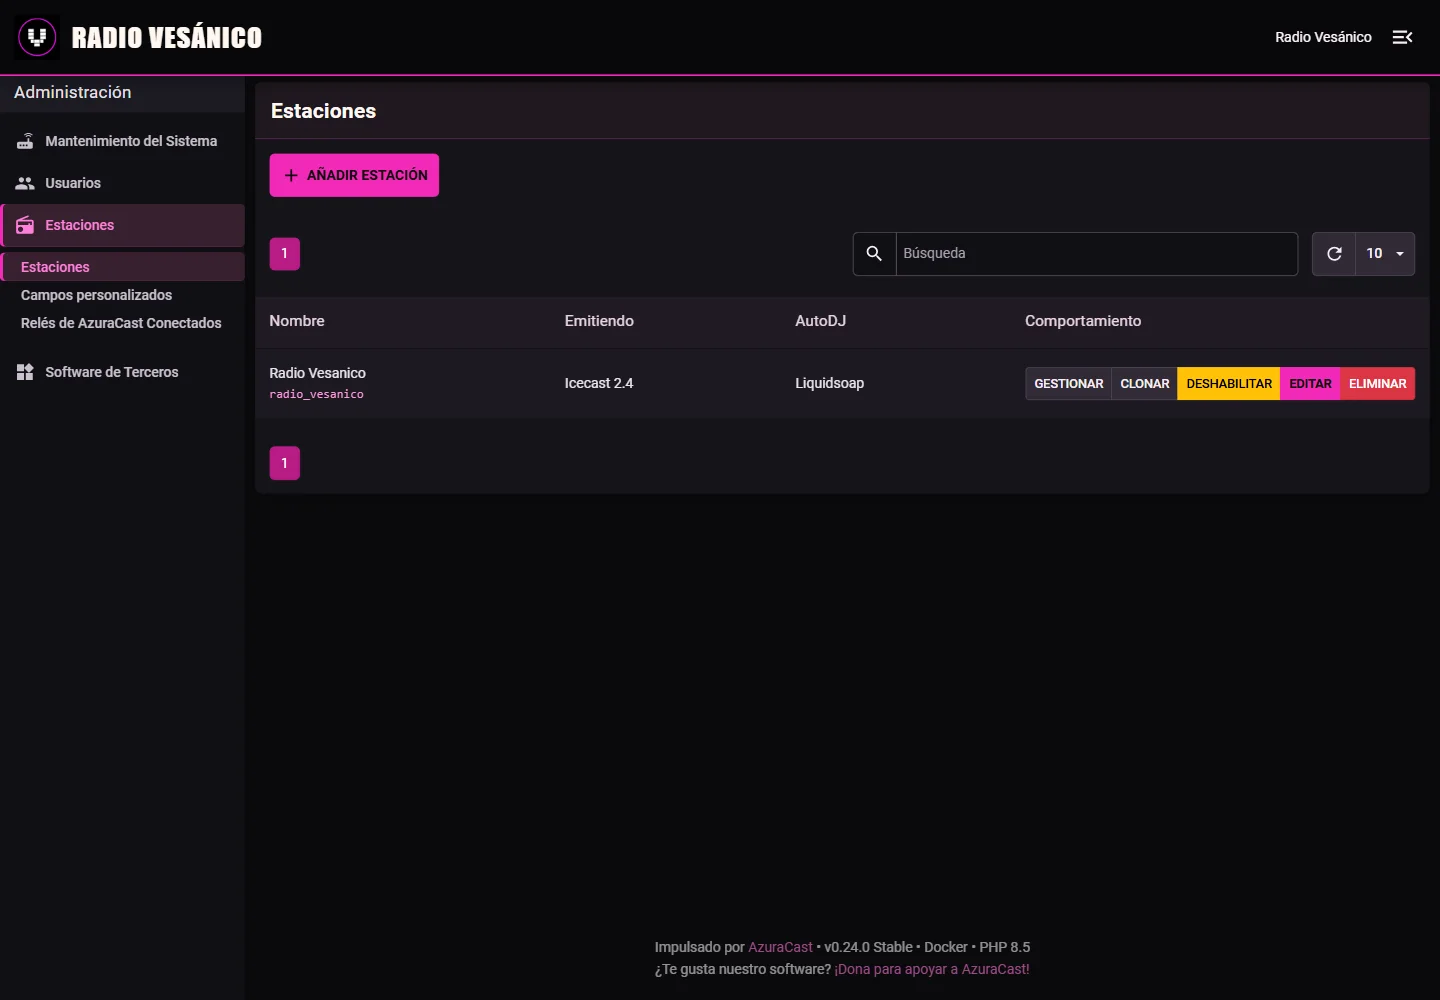 RADIO VESÁNICO
Radio Vesánico
Administración
Mantenimiento del Sistema
Usuarios
Estaciones
Estaciones
Campos personalizados
Relés de AzuraCast Conectados
Software de Terceros
Estaciones
AÑADIR ESTACIÓN
1
Búsqueda
10
Nombre Emitiendo AutoDJ Comportamiento
Radio Vesanico
radio_vesanico
Icecast 2.4
Liquidsoap
GESTIONAR CLONAR DESHABILITAR EDITAR ELIMINAR
1
Impulsado por AzuraCast • v0.24.0 Stable • Docker • PHP 8.5
¿Te gusta nuestro software? ¡Dona para apoyar a AzuraCast!